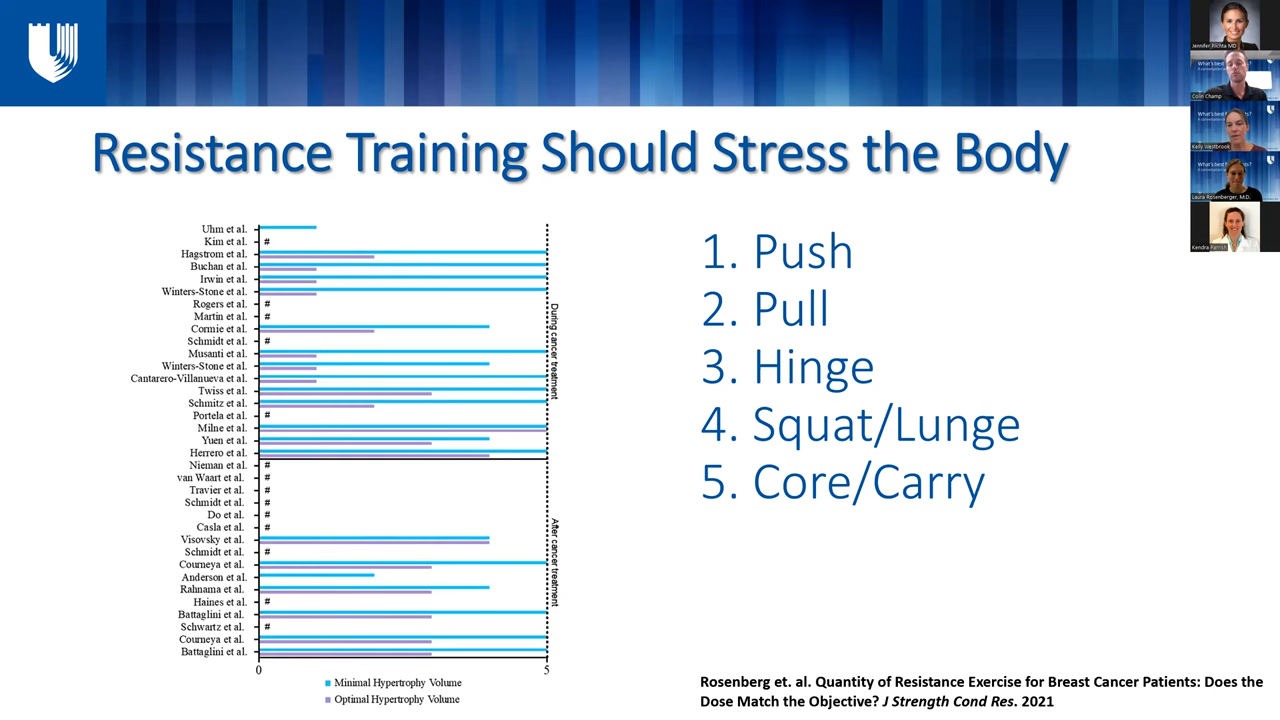 Resistance Training Should Stress the Body
Uhm et al.
Kim et al. #
Hagstrom et al.
Buchan et al.
Irwin et al.
Winters-Stone et al.
Rogers et al. #
Martin et al. #
Cormie et al.
Schmidt et al. #
Musanti et al.
Winters-Stone et al.
Cantarero-Villanueva et al.
Twiss et al.
Schmitz et al.
Portela et al. #
Milne et al.
Yuen et al.
Herrero et al.
Nieman et al. #
van Waart et al. #
Travier et al. #
Schmidt et al. #
Do et al. #
Casla et al. #
Visovsky et al.
Schmidt et al. #
Courneya et al.
Anderson et al.
Rahnama et al.
Haines et al. #
Battaglini et al.
Schwartz et al. #
Courneya et al.
Battaglini et al.
0 5
During cancer treatment
After cancer treatment
Minimal Hypertrophy Volume
Optimal Hypertrophy Volume
1. Push
2. Pull
3. Hinge
4. Squat/Lunge
5. Core/Carry
Rosenberg et. al. Quantity of Resistance Exercise for Breast Cancer Patients: Does the
Dose Match the Objective? J Strength Cond Res. 2021
Jennifer Plichta MD
Colin Champ
Kelly Westbrook
Laura Rosenberger, M.D.
Kendra Parrish